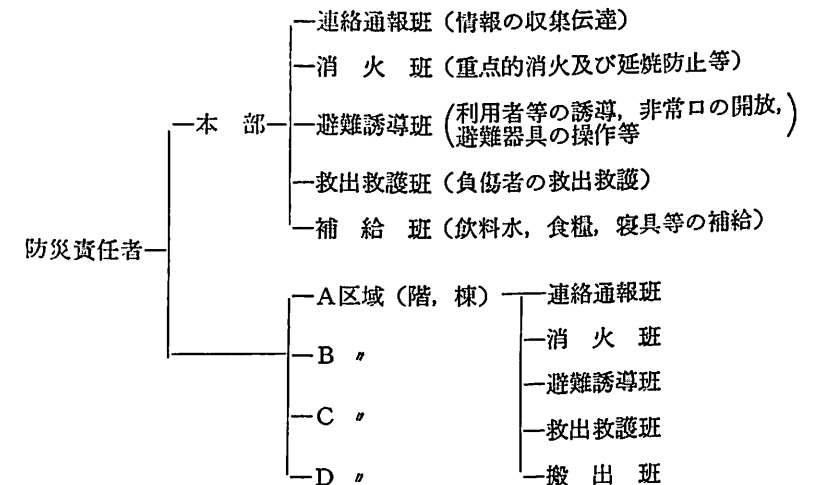 連絡通報班（情報の収集伝達）
消　火　班（重点的消火及び延焼防止等）
本　部
避難誘導班（利用者等の誘導，非常口の開放，
避難器具の操作等）
救出救護班（負傷者の救出救護）
補　給　班（飲料水，食糧，寝具等の補給）
防災責任者
A区域（階，棟）
連絡通報班
消　火　班
B　〃
避難誘導班
C　〃
救出救護班
D　〃
搬　出　班